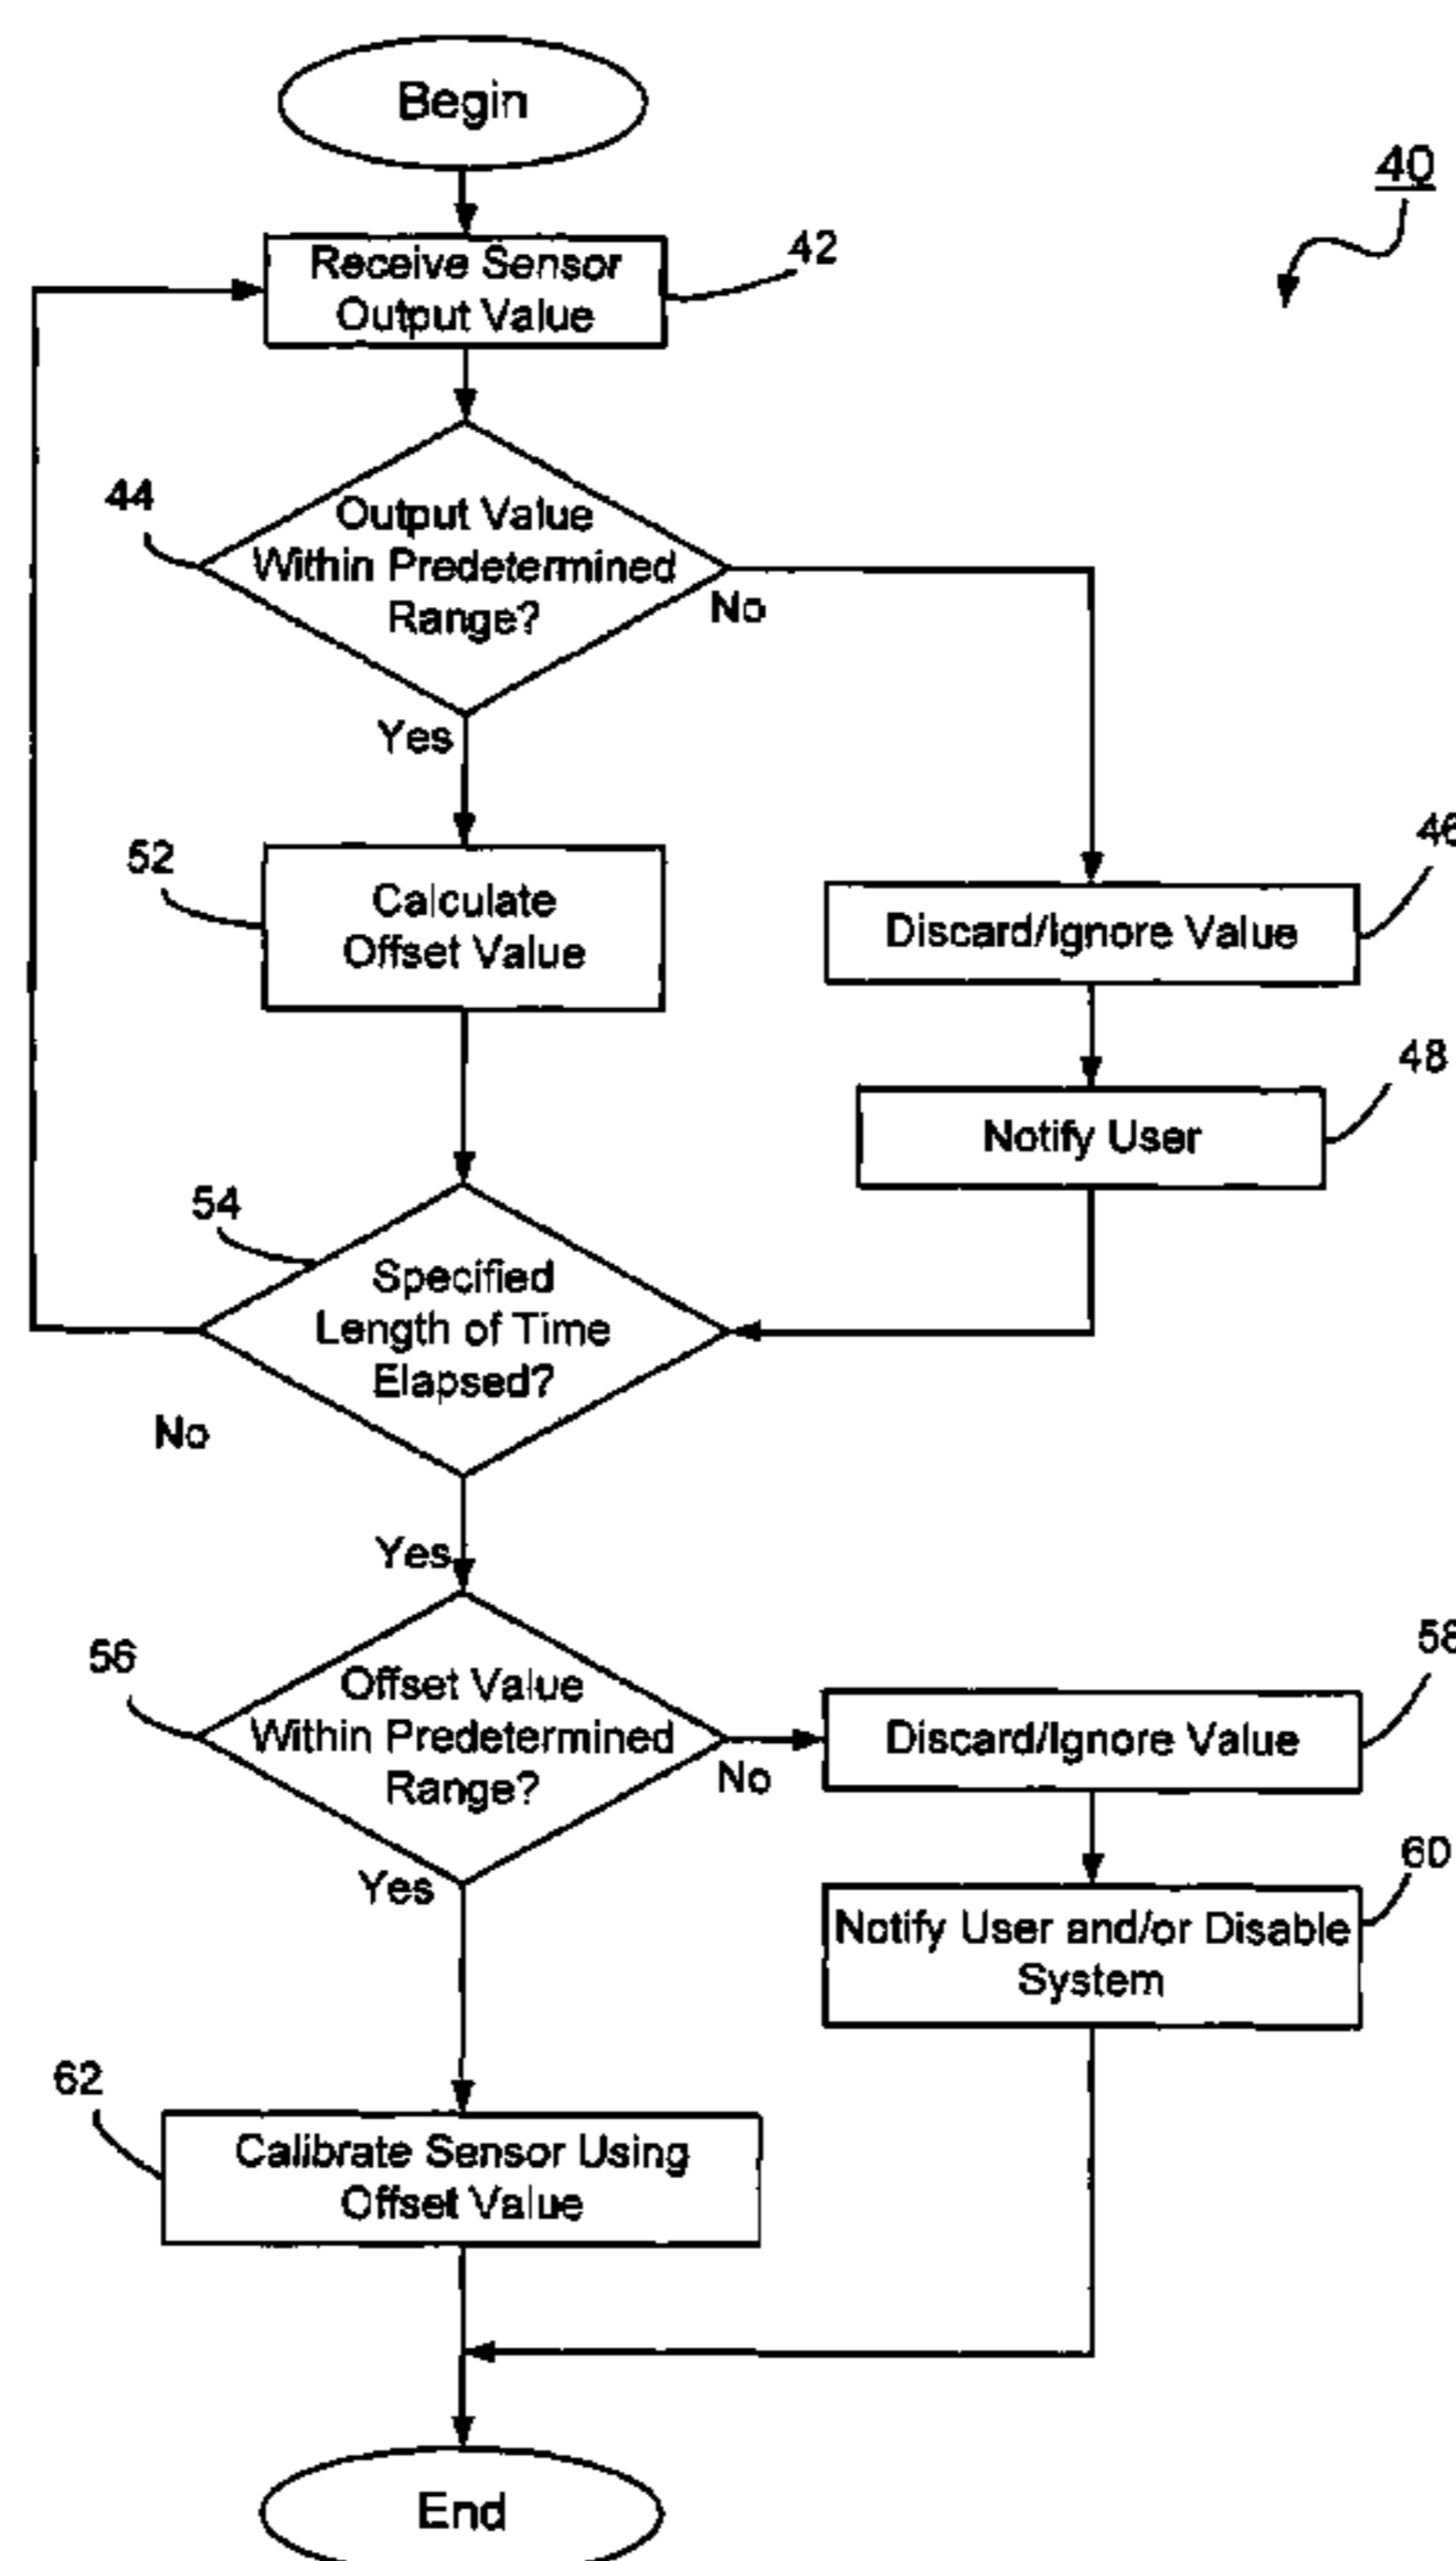 Begin
40
Receive Sensor
Output Value
42
44
Output Value
Within Predetermined
Range?
No
Yes
52
Calculate
Offset Value
46
Discard/Ignore Value
48
Notify User
54
Specified
Length of Time
Elapsed?
No
Yes
56
Offset Value
Within Predetermined
Range?
No
Yes
58
Discard/Ignore Value
60
Notify User and/or Disable
System
62
Calibrate Sensor Using
Offset Value
End